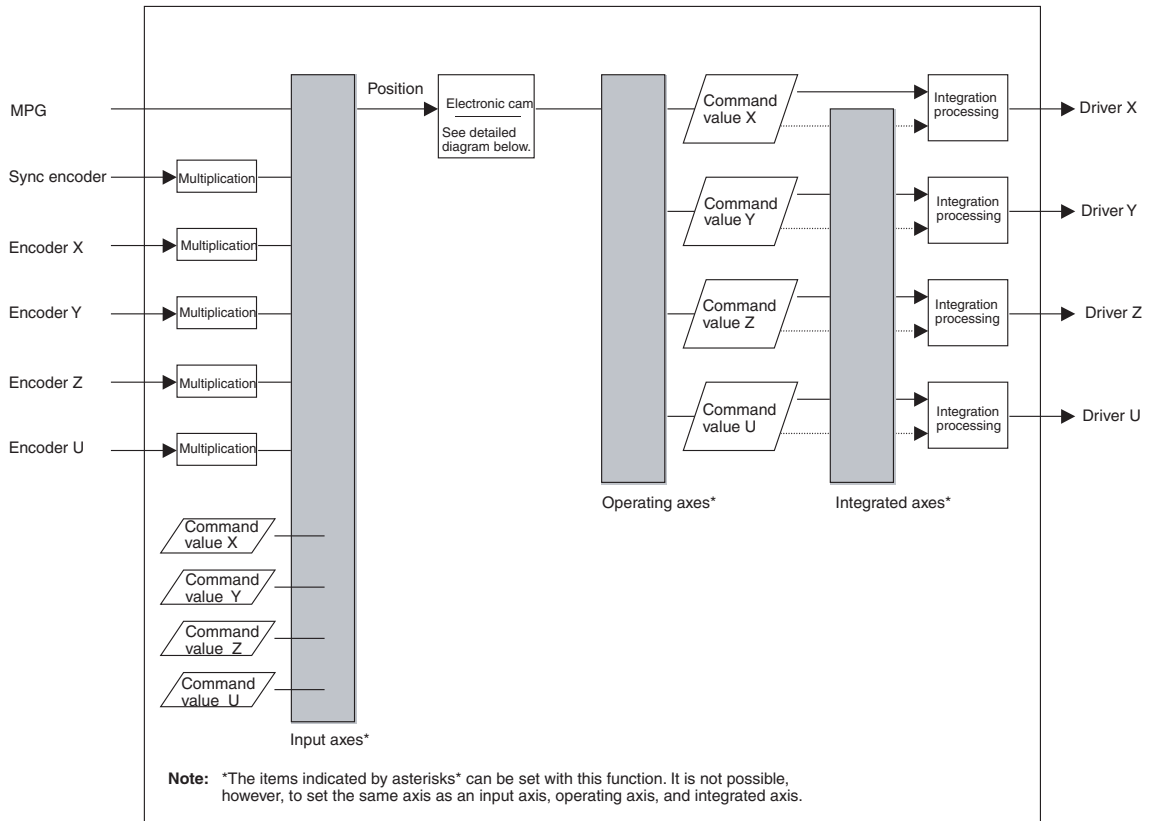 MPG
Position
Electronic cam
See detailed
diagram below.
Command
value X
Integration
processing
Driver X
Sync encoder
Multiplication
Command
value Y
Integration
processing
Driver Y
Encoder X
Multiplication
Encoder Y
Multiplication
Command
value Z
Integration
processing
Driver Z
Encoder Z
Multiplication
Command
value U
Integration
processing
Driver U
Encoder U
Multiplication
Operating axes*
Integrated axes*
Command
value X
Command
value Y
Command
value Z
Command
value U
Input axes*
Note: *The items indicated by asterisks* can be set with this function. It is not possible,
however, to set the same axis as an input axis, operating axis, and integrated axis.